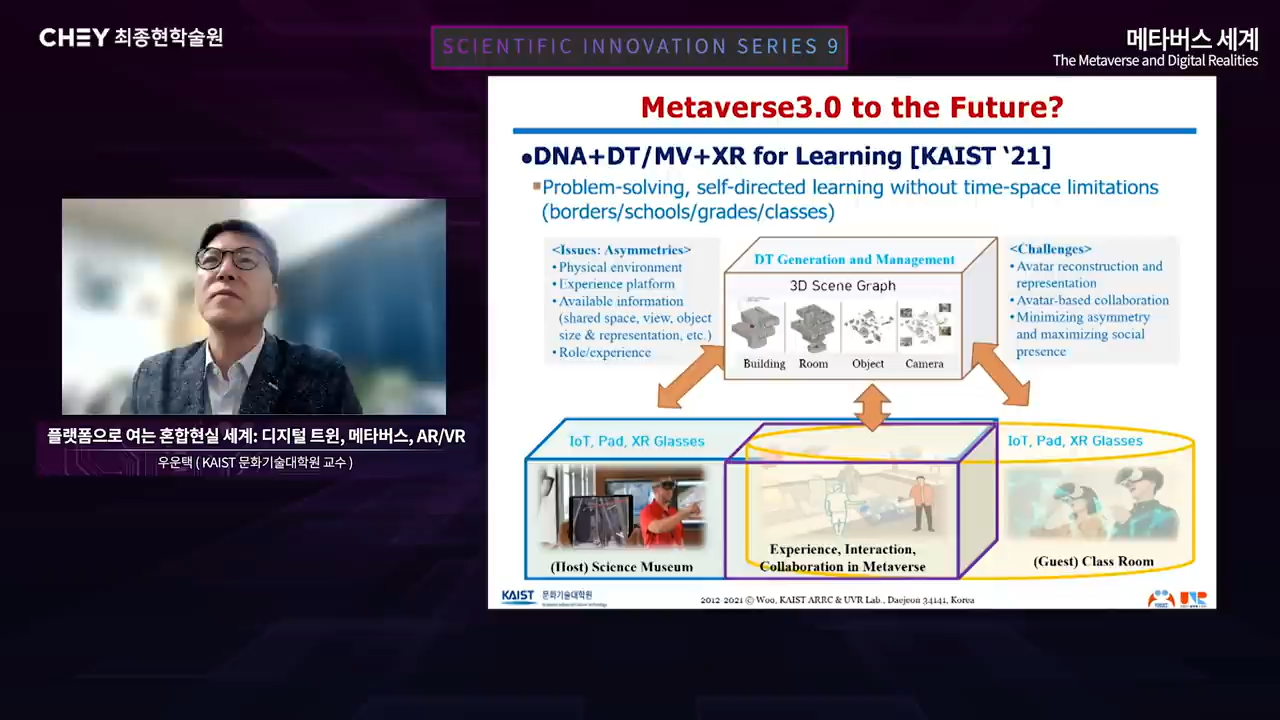 CHEY 최종현학술원
SCIENTIFIC INNOVATION SERIES 9
메타버스 세계
The Metaverse and Digital Realities
Metaverse3.0 to the Future?
●DNA+DT/MV+XR for Learning [KAIST ‘21]
▪Problem-solving, self-directed learning without time-space limitations
(borders/schools/grades/classes)
<Issues: Asymmetries>
• Physical environment
• Experience platform
• Available information
(shared space, view, object
size & representation, etc.)
• Role/experience
DT Generation and Management
3D Scene Graph
Building Room Object Camera
<Challenges>
• Avatar reconstruction and
representation
• Avatar-based collaboration
• Minimizing asymmetry
and maximizing social
presence
IoT, Pad, XR Glasses
IoT, Pad, XR Glasses
(Host) Science Museum
Experience, Interaction,
Collaboration in Metaverse
(Guest) Class Room
KAIST 문화기술대학원
2012-2021 ⓒ Woo, KAIST ARRC & UVR Lab., Daejeon 34141, Korea
UVR
플랫폼으로 여는 혼합현실 세계: 디지털 트윈, 메타버스, AR/VR
우운택 ( KAIST 문화기술대학원 교수 )